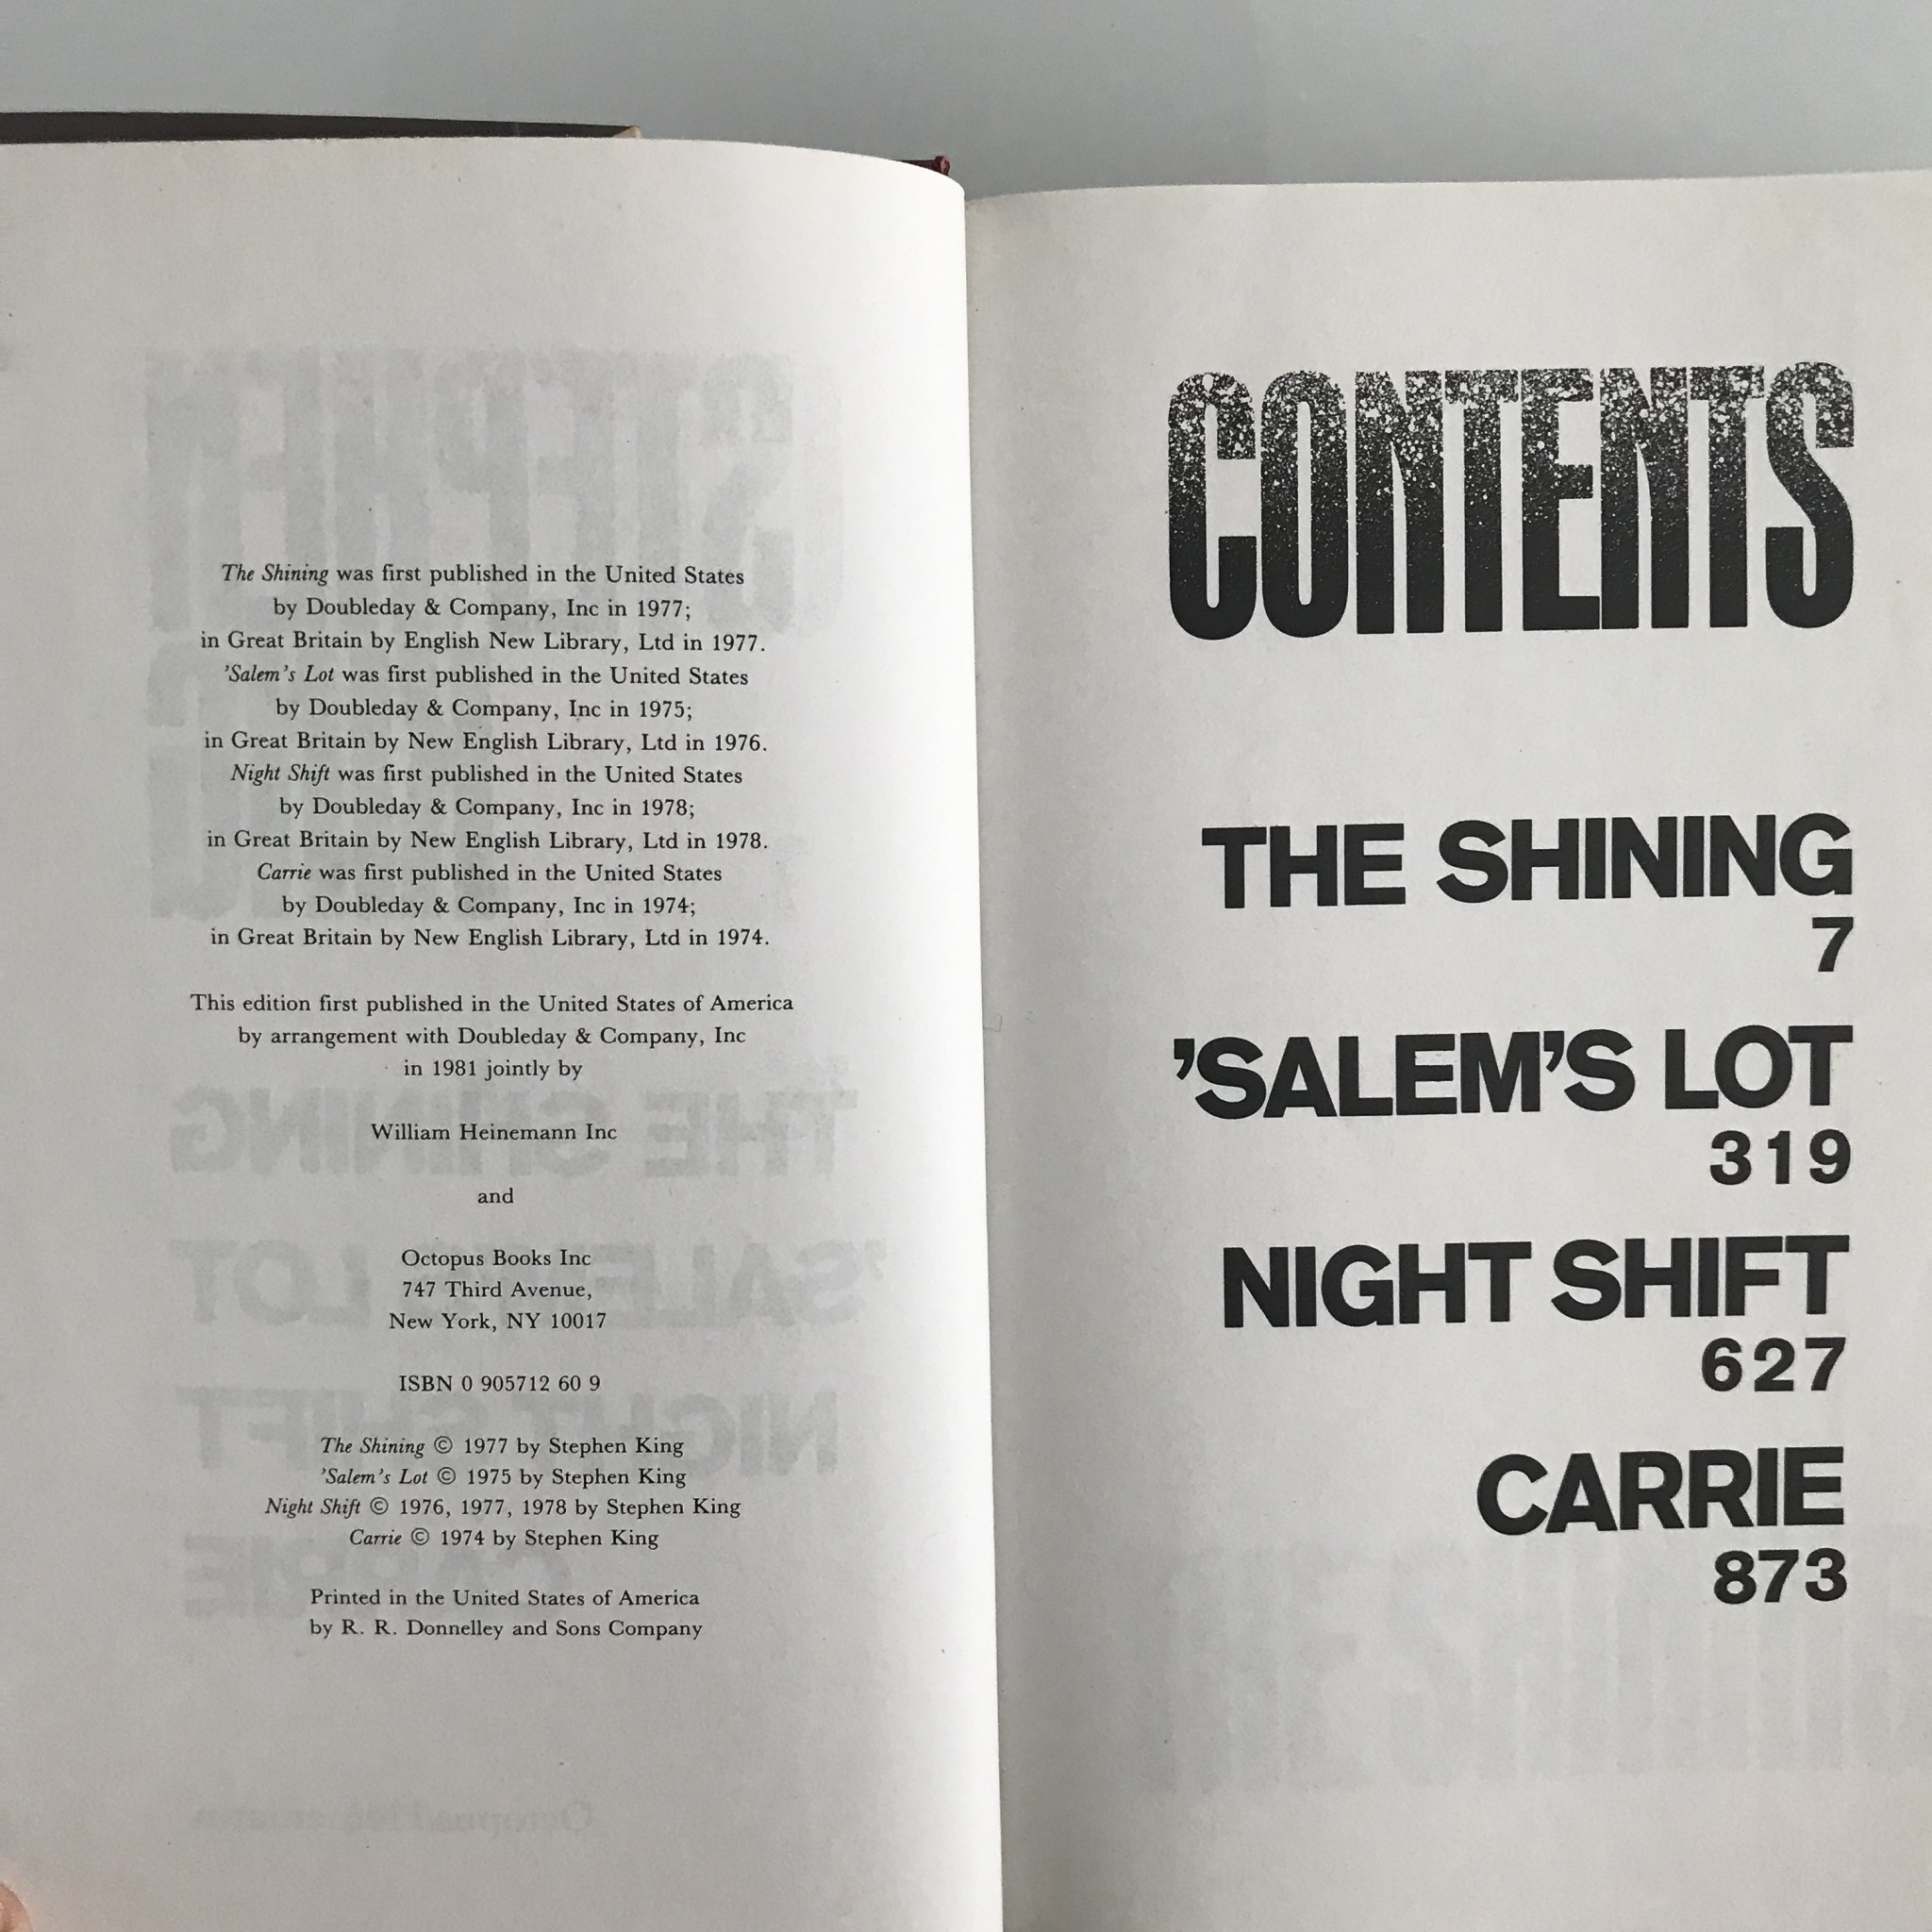 The Shining was first published in the United States
by Doubleday & Company, Inc in 1977;
in Great Britain by English New Library, Ltd in 1977.
'Salem's Lot was first published in the United States
by Doubleday & Company, Inc in 1975;
in Great Britain by New English Library, Ltd in 1976.
Night Shift was first published in the United States
by Doubleday & Company, Inc in 1978;
in Great Britain by New English Library, Ltd in 1978.
Carrie was first published in the United States
by Doubleday & Company, Inc in 1974;
in Great Britain by New English Library, Ltd in 1974.
This edition first published in the United States of America
by arrangement with Doubleday & Company, Inc
in 1981 jointly by
William Heinemann Inc
and
Octopus Books Inc
747 Third Avenue,
New York, NY 10017
ISBN 0 905712 60 9
The Shining © 1977 by Stephen King
'Salem's Lot © 1975 by Stephen King
Night Shift © 1976, 1977, 1978 by Stephen King
Carrie © 1974 by Stephen King
Printed in the United States of America
by R. R. Donnelley and Sons Company
CONTENTS
THE SHINING
7
'SALEM'S LOT
319
NIGHT SHIFT
627
CARRIE
873